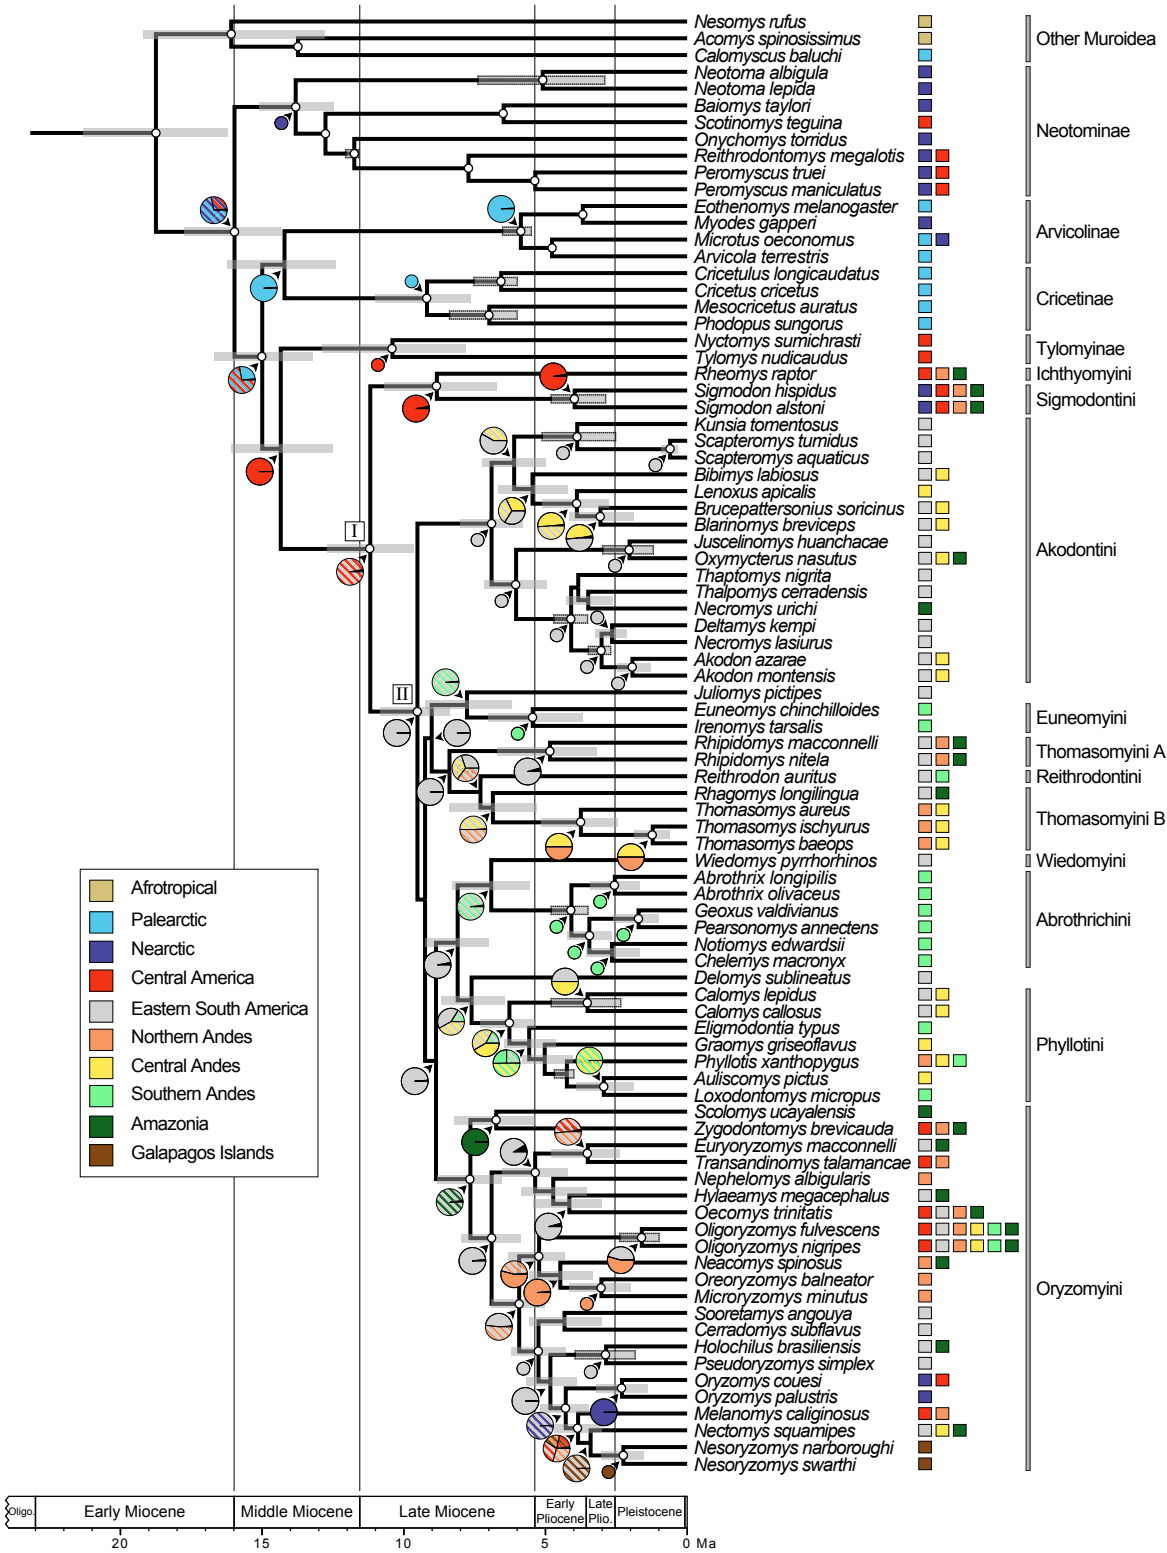 Nesomys rufus
Acomys spinosissimus
Calomyscus baluchi
Other Muroidea
Neotoma albigula
Neotoma lepida
Baiomys taylori
Scotinomys teguina
Onychomys torridus
Reithrodontomys megalotis
Peromyscus truei
Peromyscus maniculatus
Neotominae
Eothenomys melanogaster
Myodes gapperi
Microtus oeconomus
Arvicola terrestris
Arvicolinae
Cricetulus longicaudatus
Cricetus cricetus
Mesocricetus auratus
Phodopus sungorus
Cricetinae
Nyctomys sumichrasti
Tylomys nudicaudus
Tylomyinae
Rheomys raptor
Ichthyomyini
Sigmodon hispidus
Sigmodon alstoni
Sigmodontini
Kunsia tomentosus
Scapteromys tumidus
Scapteromys aquaticus
Bibimys labiosus
Lenoxus apicalis
Brucepattersonius soricinus
Blarinomys breviceps
Juscelinomys huanchacae
Oxymycterus nasutus
Thaptomys nigrita
Thalpomys cerradensis
Necromys urichi
Deltamys kempi
Necromys lasiurus
Akodon azarae
Akodon montensis
Akodontini
I
II
Juliomys pictipes
Euneomys chinchilloides
Irenomys tarsalis
Euneomyini
Rhipidomys macconnelli
Rhipidomys nitela
Thomasomyini A
Reithrodon auritus
Reithrodontini
Rhagomys longilingua
Thomasomys aureus
Thomasomys ischyurus
Thomasomys baeops
Thomasomyini B
Wiedomys pyrrhorhinos
Wiedomyini
Abrothrix longipilis
Abrothrix olivaceus
Geoxus valdivianus
Pearsonomys annectens
Notiomys edwardsii
Chelemys macronyx
Abrothrichini
Delomys sublineatus
Calomys lepidus
Calomys callosus
Eligmodontia typus
Graomys griseoflavus
Phyllotis xanthopygus
Auliscomys pictus
Loxodontomys micropus
Phyllotini
Scolomys ucayalensis
Zygodontomys brevicauda
Euryoryzomys macconnelli
Transandinomys talamancae
Nephelomys albigularis
Hylaeamys megacephalus
Oecomys trinitatis
Oligoryzomys fulvescens
Oligoryzomys nigripes
Neacomys spinosus
Oreoryzomys balneator
Microryzomys minutus
Sooretamys angouya
Cerradomys subflavus
Holochilus brasiliensis
Pseudoryzomys simplex
Oryzomys couesi
Oryzomys palustris
Melanomys caliginosus
Nectomys squamipes
Nesoryzomys narboroughi
Nesoryzomys swarthi
Oryzomyini
Afrotropical
Palearctic
Nearctic
Central America
Eastern South America
Northern Andes
Central Andes
Southern Andes
Amazonia
Galapagos Islands
Oligo.
Early Miocene
Middle Miocene
Late Miocene
Early Pliocene
Late Plio.
Pleistocene
20 15 10 5 0 Ma